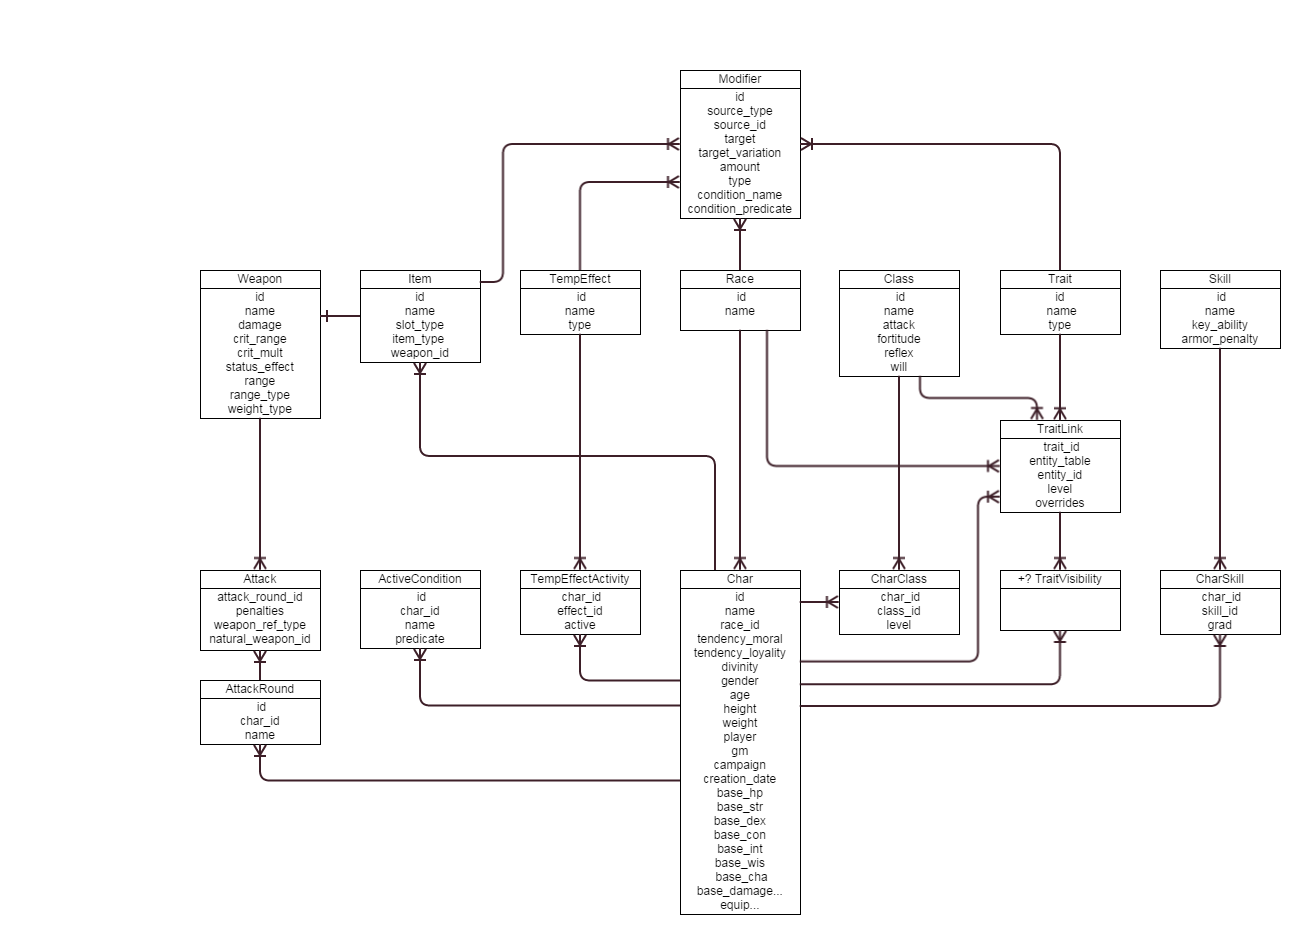 Modifier
id
source_type
source_id
target
target_variation
amount
type
condition_name
condition_predicate
Weapon
id
name
damage
crit_range
crit_mult
status_effect
range
range_type
weight_type
Item
id
name
slot_type
item_type
weapon_id
TempEffect
id
name
type
Race
id
name
Class
id
name
attack
fortitude
reflex
will
Trait
id
name
type
Skill
id
name
key_ability
armor_penalty
TraitLink
trait_id
entity_table
entity_id
level
overrides
Attack
attack_round_id
penalties
weapon_ref_type
natural_weapon_id
ActiveCondition
id
char_id
name
predicate
TempEffectActivity
char_id
effect_id
active
Char
id
name
race_id
tendency_moral
tendency_loyality
divinity
gender
age
height
weight
player
gm
campaign
creation_date
base_hp
base_str
base_dex
base_con
base_int
base_wis
base_cha
base_damage...
equip...
CharClass
char_id
class_id
level
+? TraitVisibility
CharSkill
char_id
skill_id
grad
AttackRound
id
char_id
name